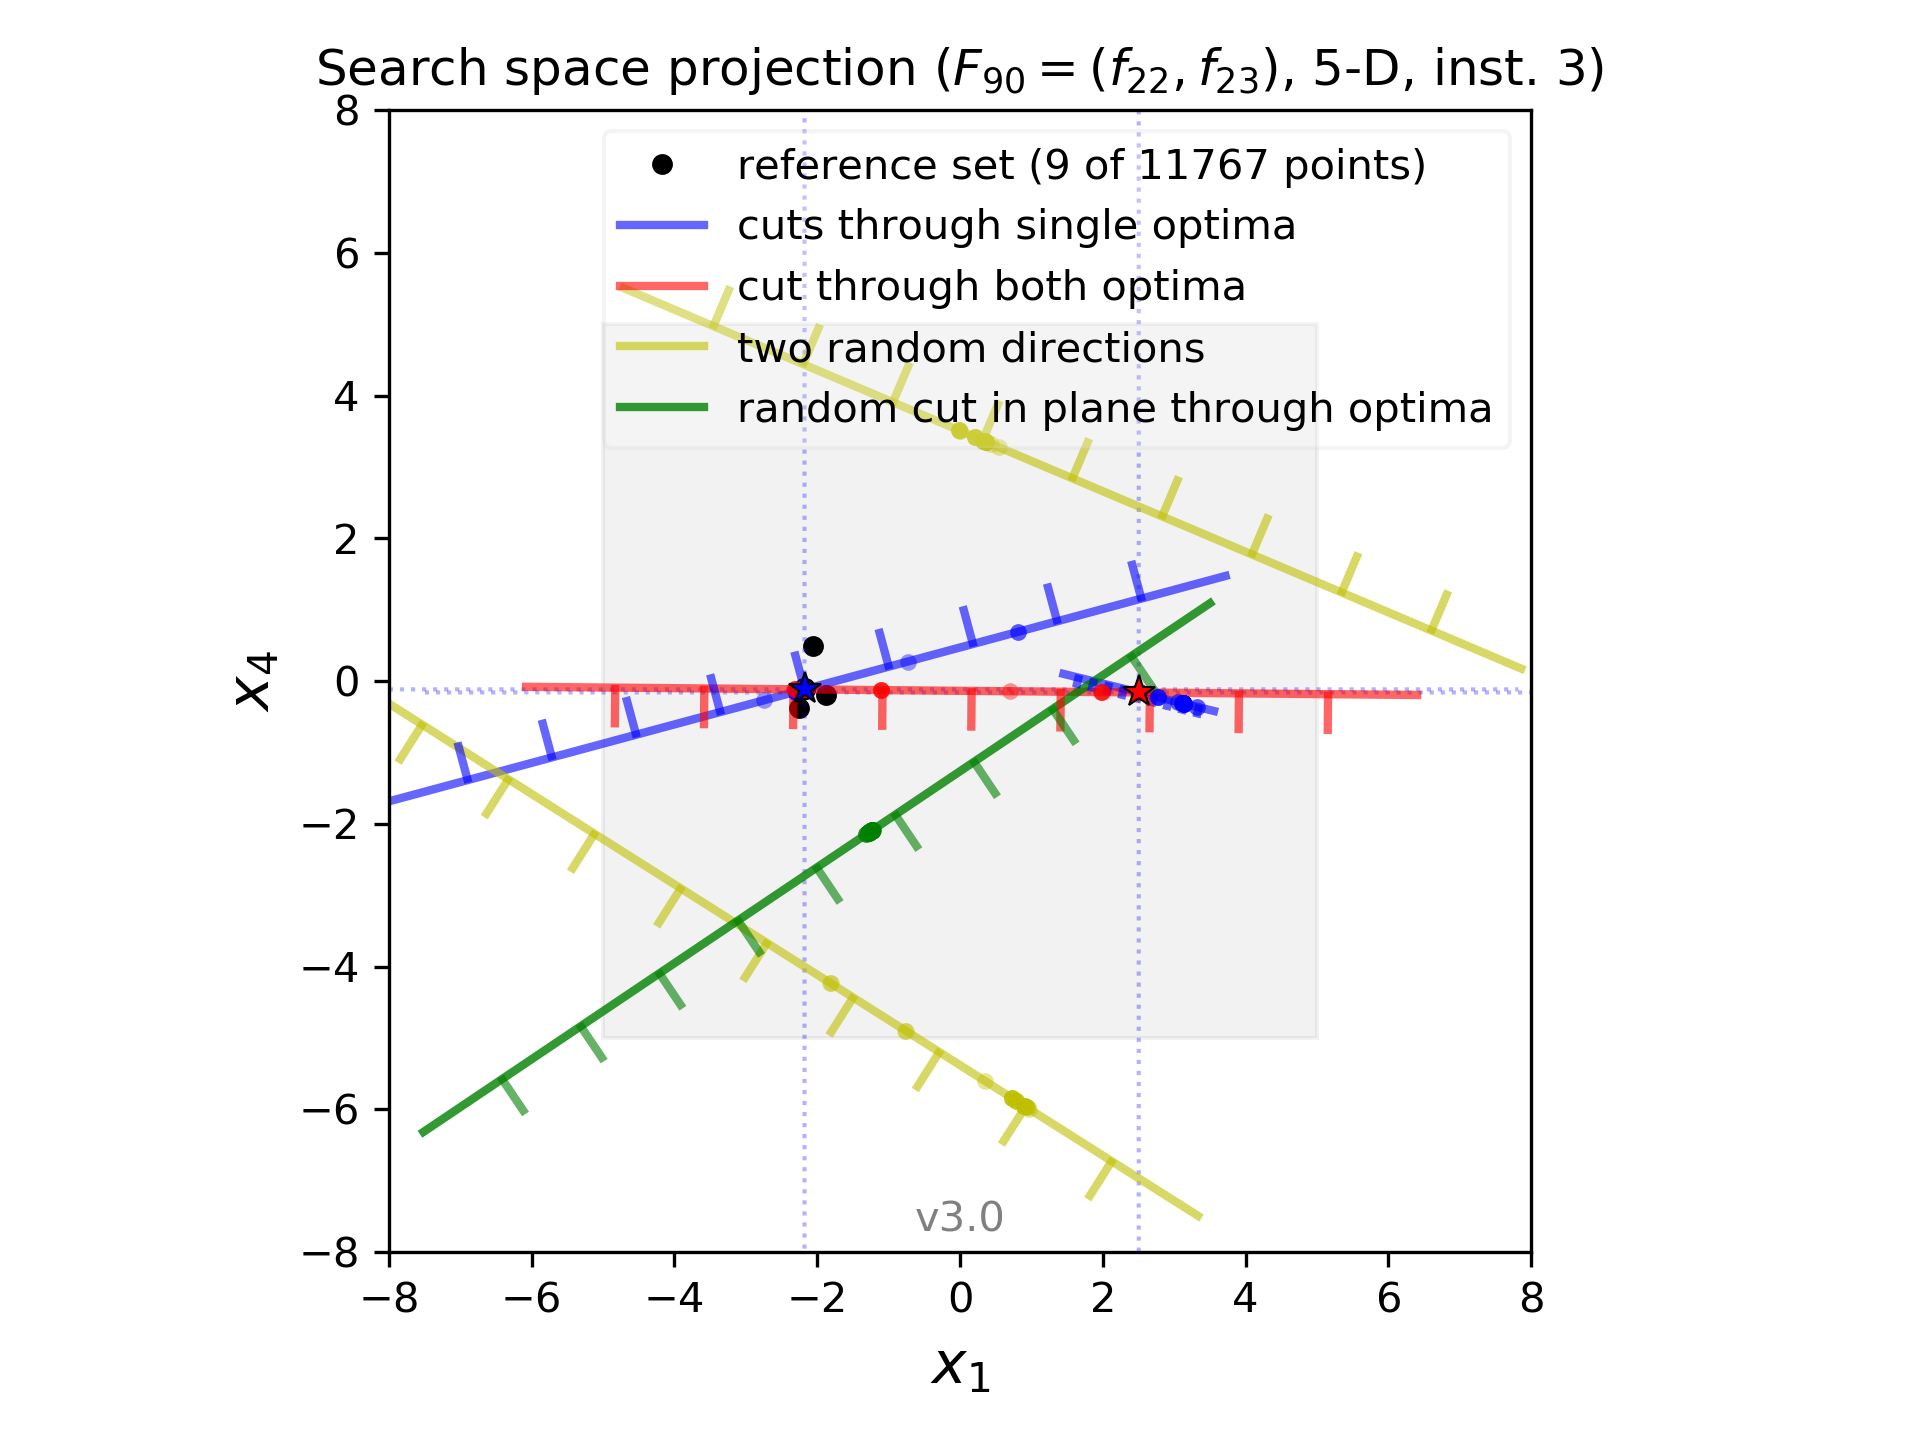 Search space projection (F₉₀ = (f₂₂, f₂₃), 5-D, inst. 3)
reference set (9 of 11767 points)
cuts through single optima
cut through both optima
two random directions
random cut in plane through optima
8
6
4
2
0
−2
−4
−6
−8
x₄
v3.0
−8 −6 −4 −2 0 2 4 6 8
x₁